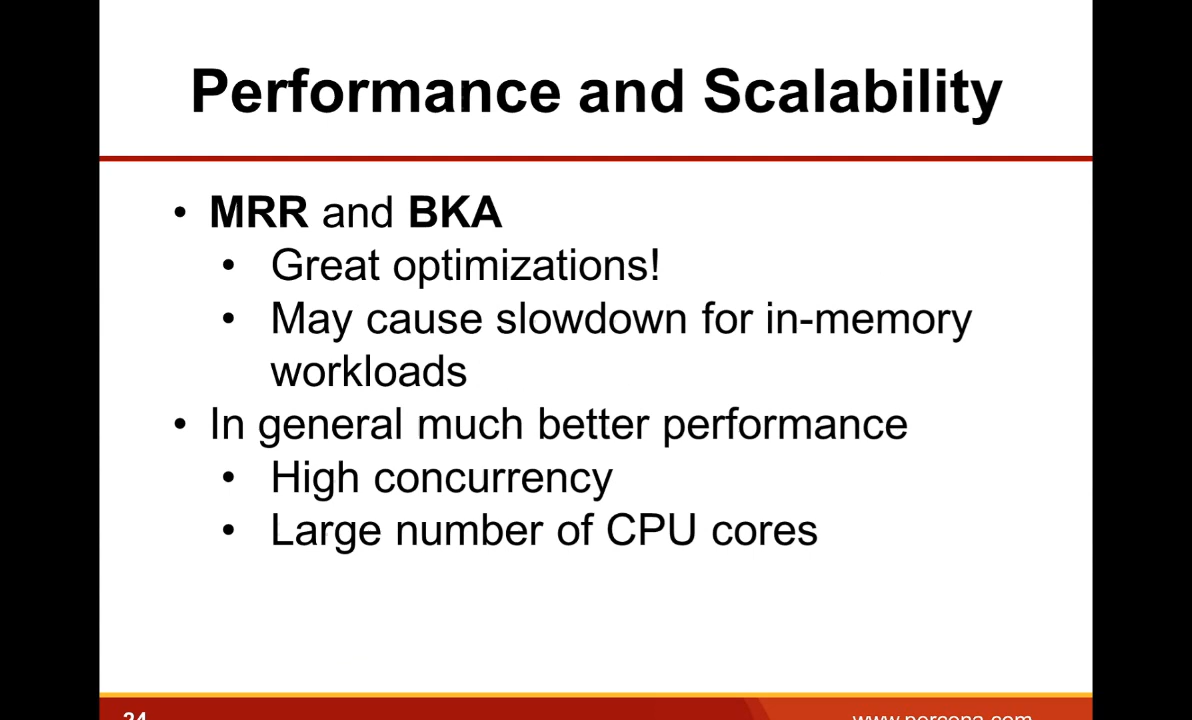 Performance and Scalability
• MRR and BKA
• Great optimizations!
• May cause slowdown for in-memory
workloads
• In general much better performance
• High concurrency
• Large number of CPU cores